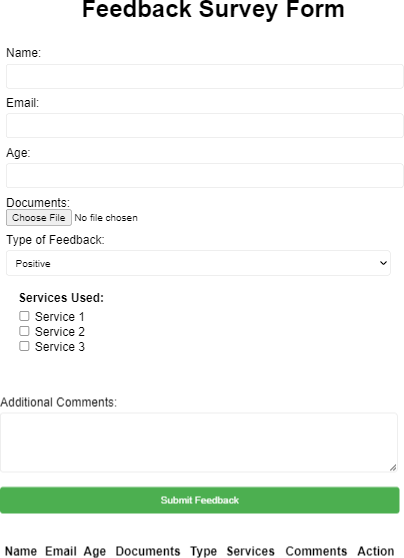 Feedback Survey Form
Name:
Email:
Age:
Documents:
Choose File No file chosen
Type of Feedback:
Positive
Services Used:
Service 1
Service 2
Service 3
Additional Comments:
Submit Feedback
Name Email Age Documents Type Services Comments Action